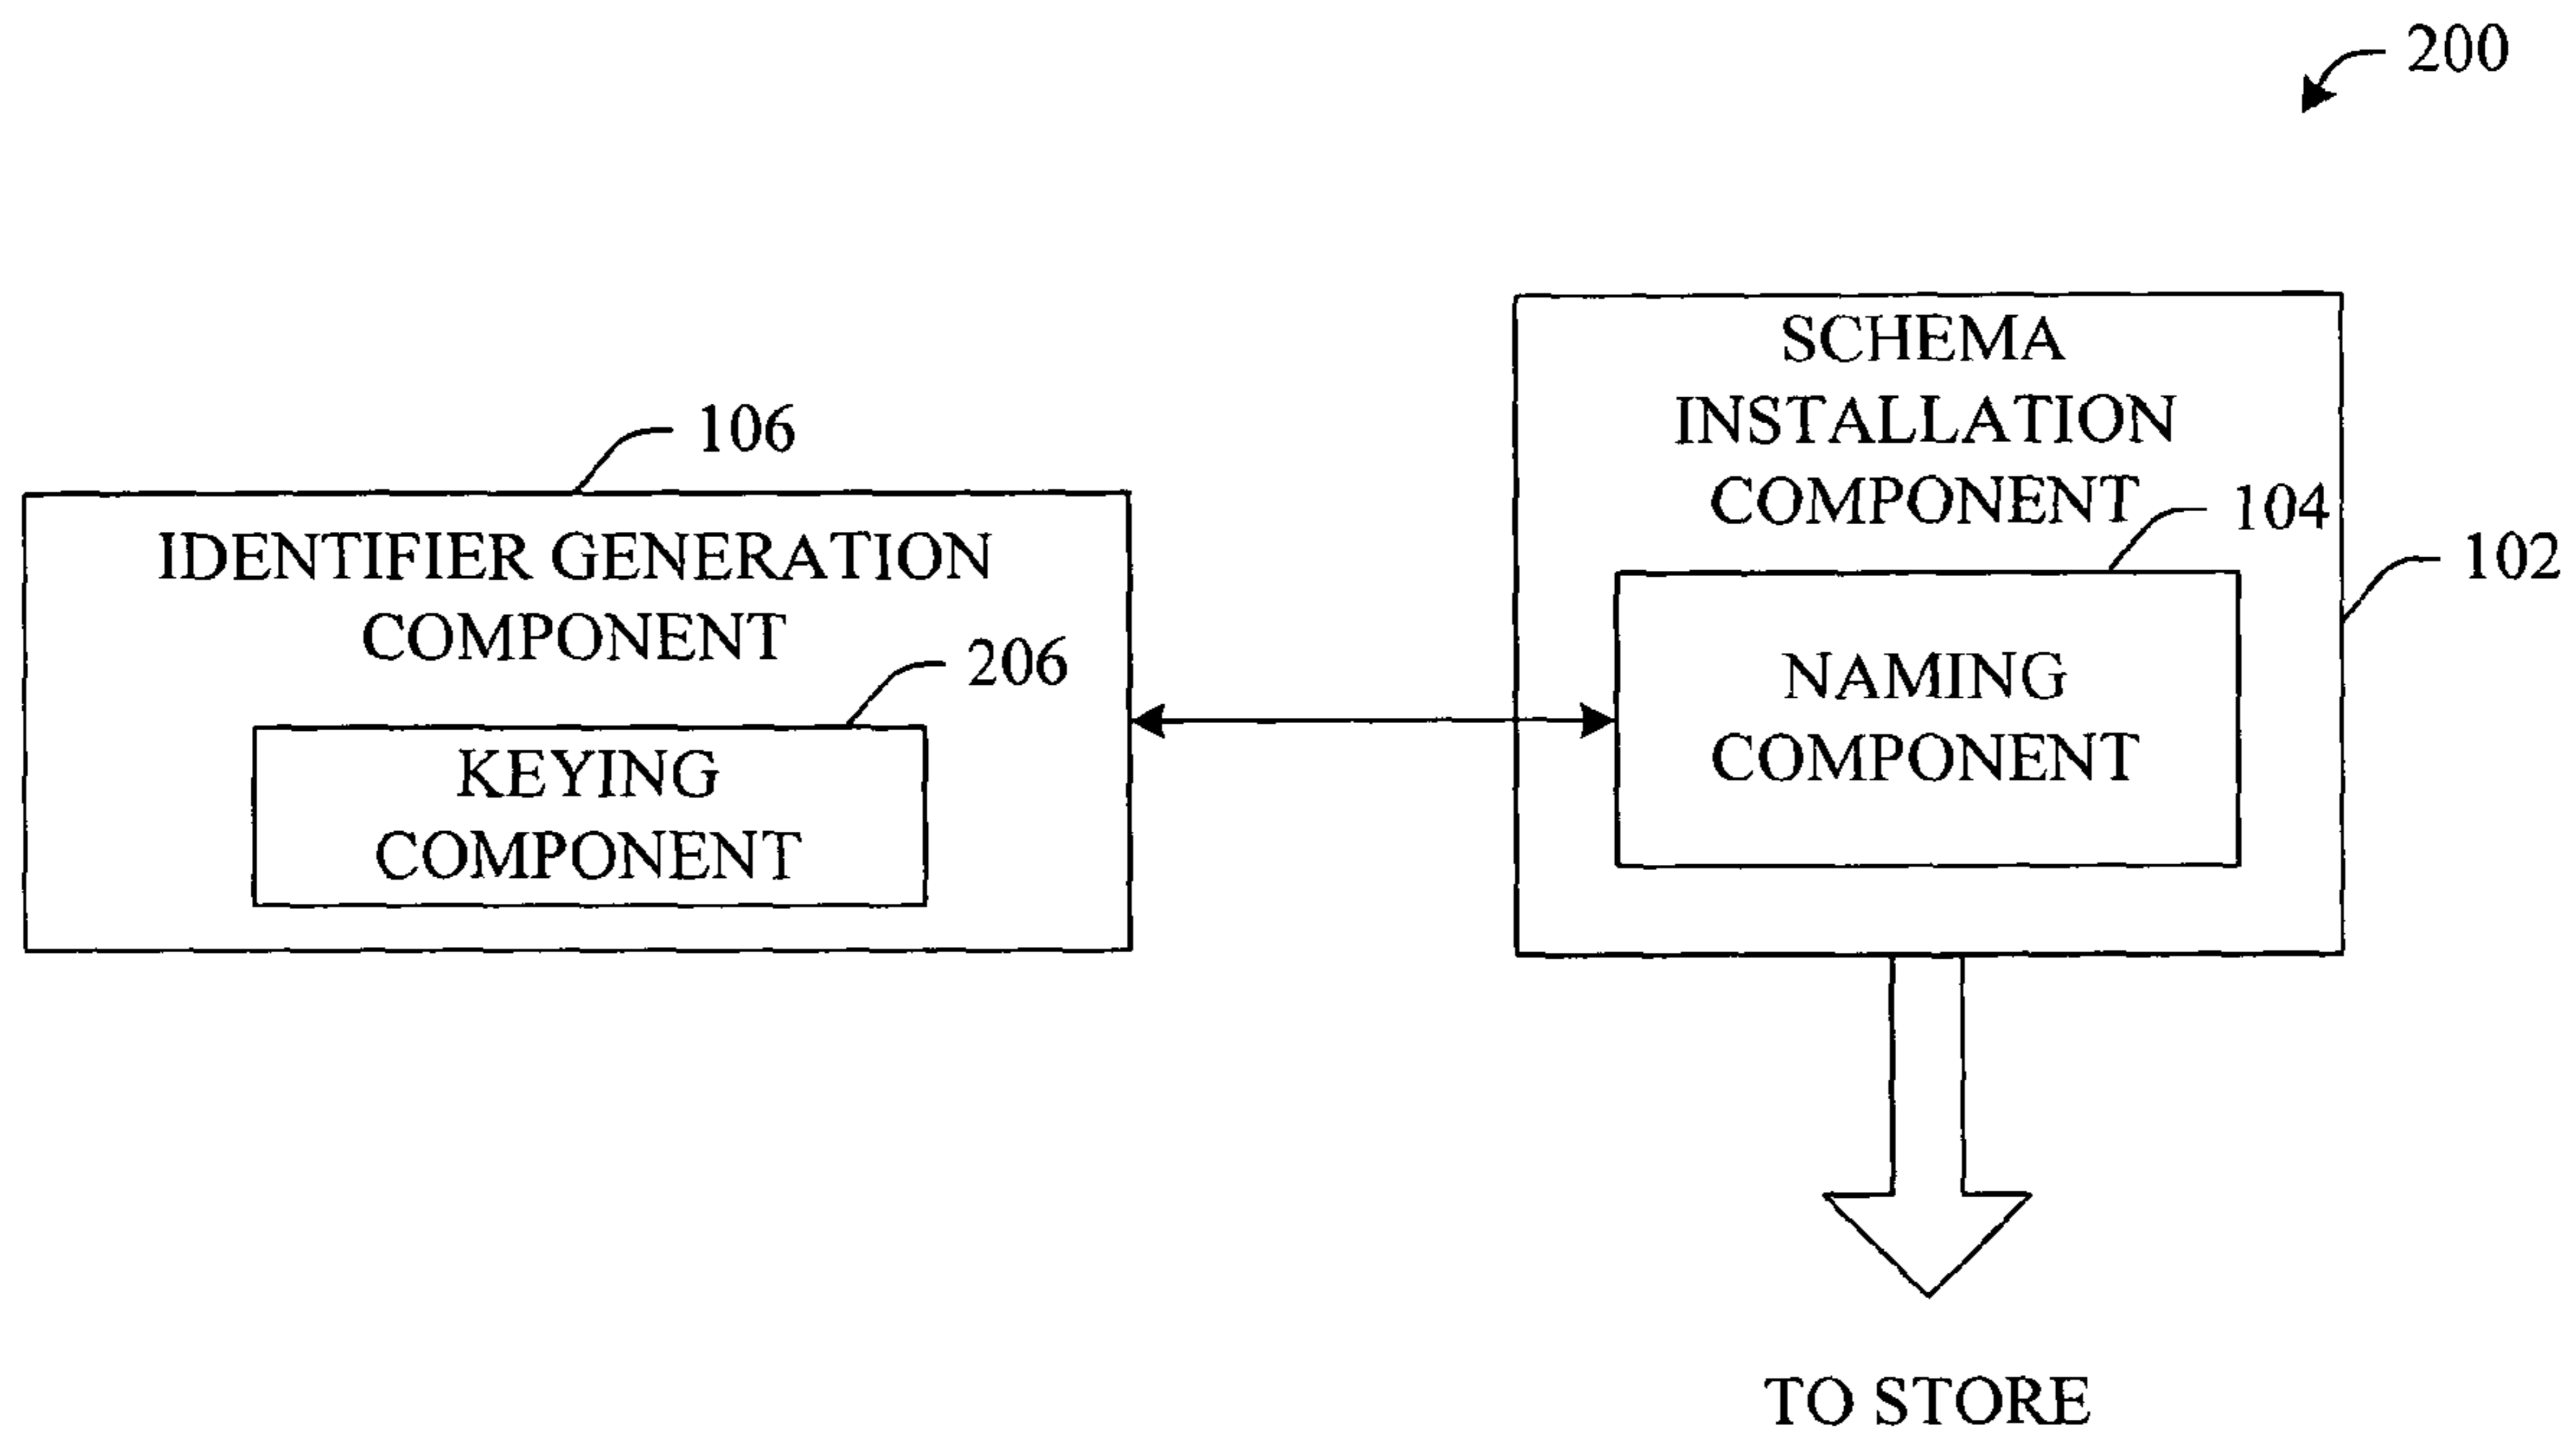 200
106
IDENTIFIER GENERATION
COMPONENT
206
KEYING
COMPONENT
SCHEMA
INSTALLATION
COMPONENT
104
102
NAMING
COMPONENT
TO STORE